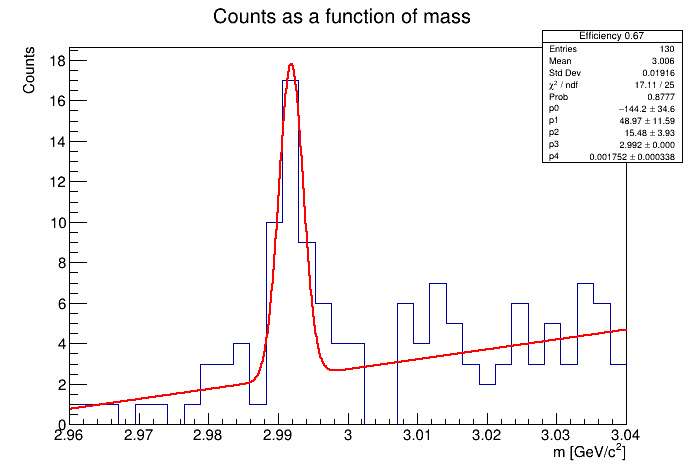 Counts as a function of mass
Efficiency 0.67
Entries 130
Mean 3.006
Std Dev 0.01916
χ² / ndf 17.11 / 25
Prob 0.8777
p0 −144.2 ± 34.6
p1 48.97 ± 11.59
p2 15.48 ± 3.93
p3 2.992 ± 0.000
p4 0.001752 ± 0.000338
Counts
18
16
14
12
10
8
6
4
2
0
2.96 2.97 2.98 2.99 3 3.01 3.02 3.03 3.04
m [GeV/c²]